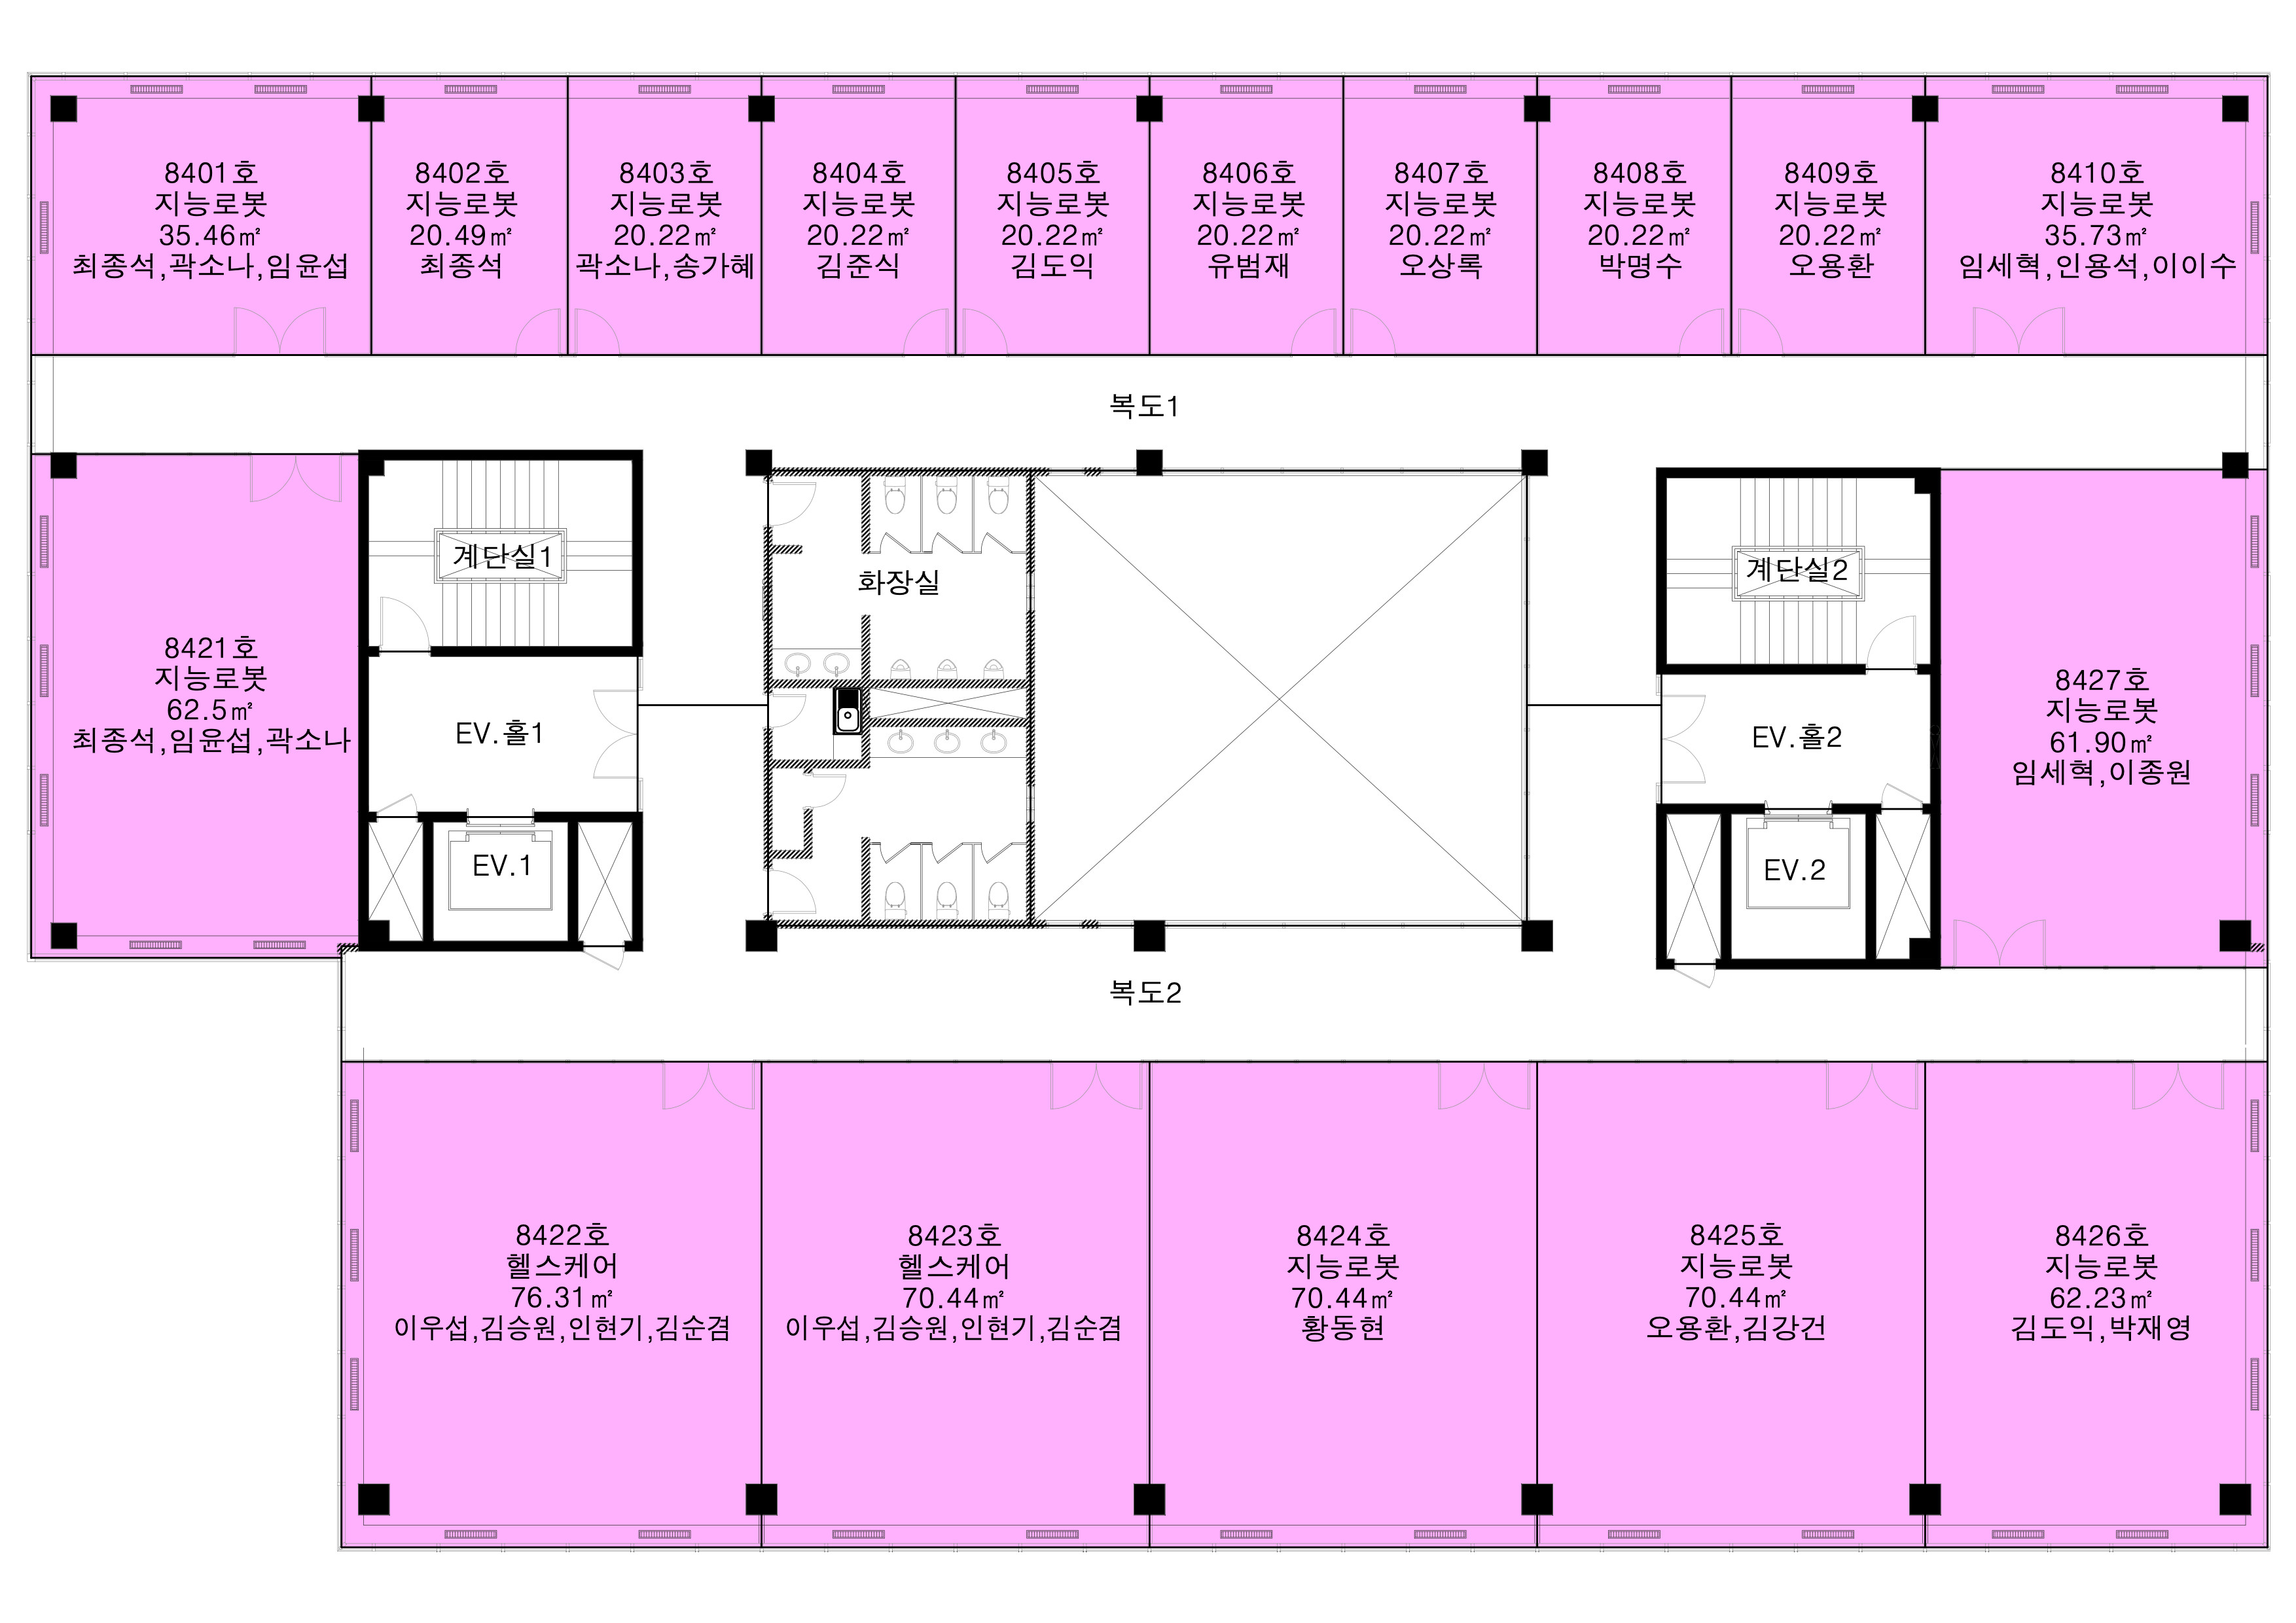 8401호
지능로봇
35.46㎡
최종석,곽소나,임윤섭
8402호
지능로봇
20.49㎡
최종석
8403호
지능로봇
20.22㎡
곽소나,송가혜
8404호
지능로봇
20.22㎡
김준식
8405호
지능로봇
20.22㎡
김도익
8406호
지능로봇
20.22㎡
유범재
8407호
지능로봇
20.22㎡
오상록
8408호
지능로봇
20.22㎡
박명수
8409호
지능로봇
20.22㎡
오용환
8410호
지능로봇
35.73㎡
임세혁,인용석,이이수
복도1
8421호
지능로봇
62.5㎡
최종석,임윤섭,곽소나
계단실1
EV.홀1
EV.1
화장실
계단실2
EV.홀2
EV.2
8427호
지능로봇
61.90㎡
임세혁,이종원
복도2
8422호
헬스케어
76.31㎡
이우섭,김승원,인현기,김순겸
8423호
헬스케어
70.44㎡
이우섭,김승원,인현기,김순겸
8424호
지능로봇
70.44㎡
황동현
8425호
지능로봇
70.44㎡
오용환,김강건
8426호
지능로봇
62.23㎡
김도익,박재영